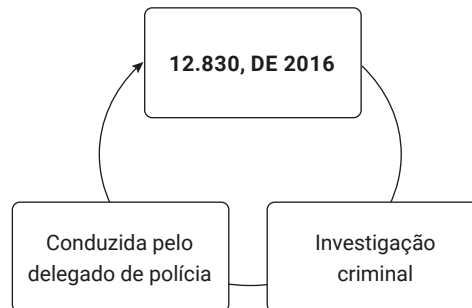 12.830, DE 2016
Conduzida pelo
delegado de polícia
Investigação
criminal